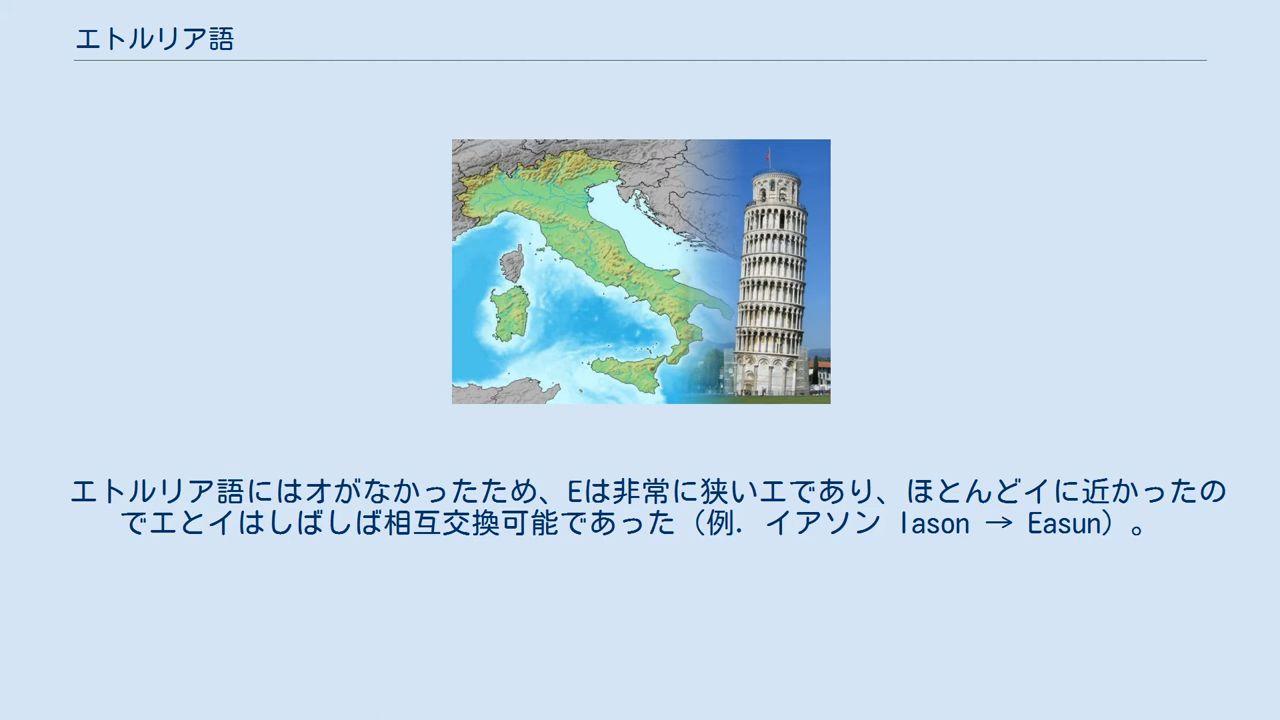 エトルリア語
エトルリア語にはオがなかったため、Eは非常に狭いエであり、ほとんどイに近かったの
でエとイはしばしば相互交換可能であった（例. イアソン Iason → Easun）。